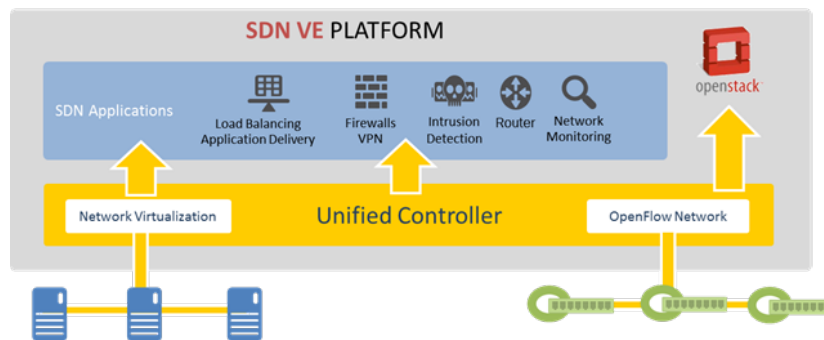 SDN VE PLATFORM
openstack™
SDN Applications
Load Balancing
Application Delivery
Firewalls
VPN
Intrusion
Detection
Router
Network
Monitoring
Network Virtualization
Unified Controller
OpenFlow Network